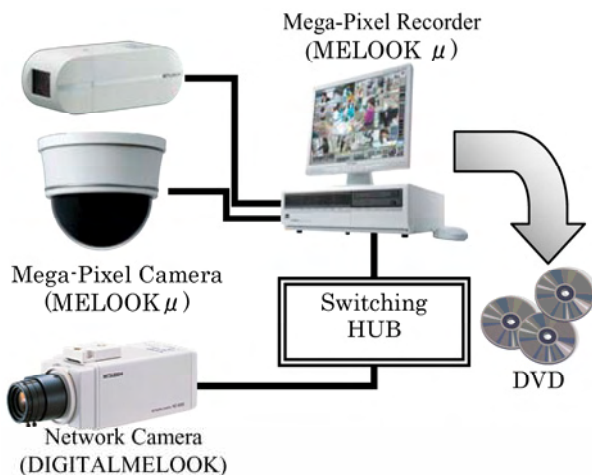 Mega-Pixel Recorder
(MELOOK μ)
Mega-Pixel Camera
(MELOOK μ)
Switching
HUB
DVD
Network Camera
(DIGITALMELOOK)